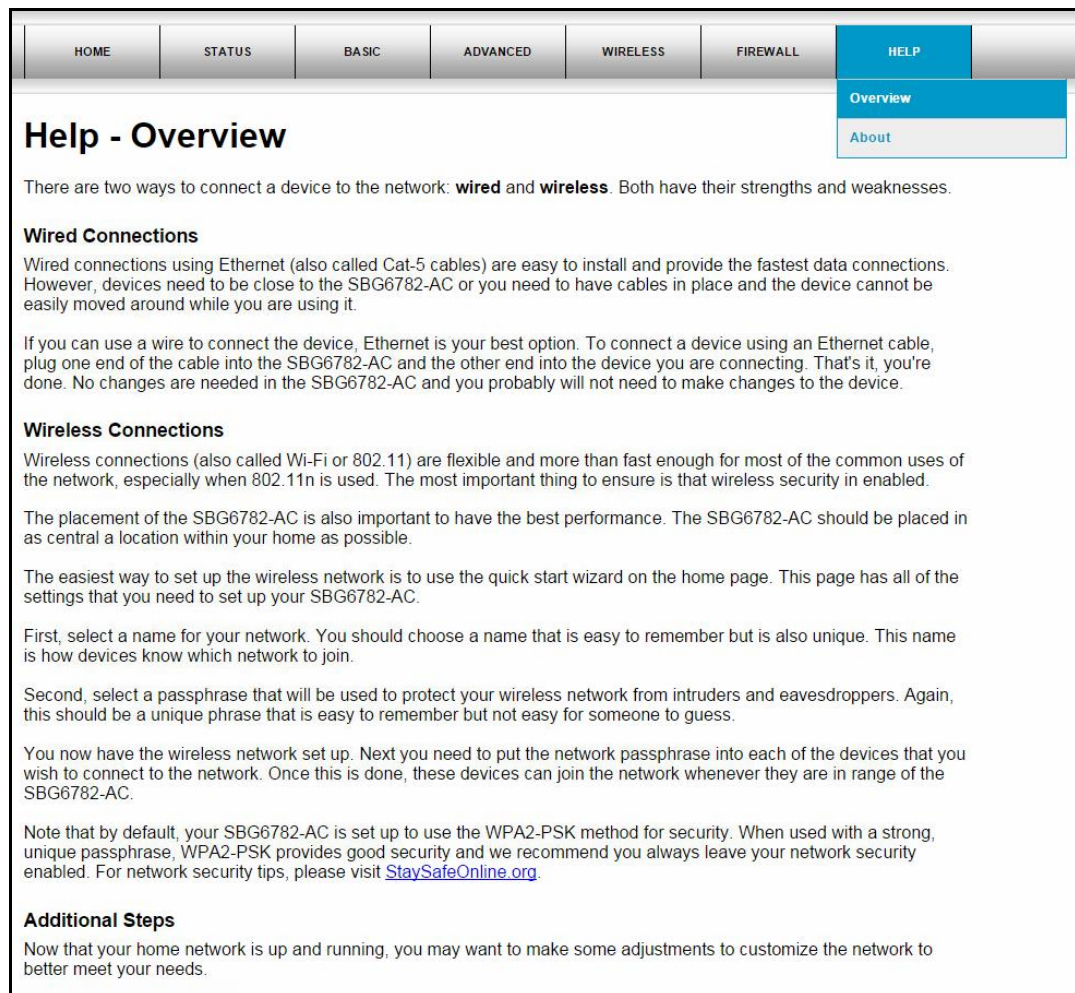 HOME STATUS BASIC ADVANCED WIRELESS FIREWALL HELP
Overview
About
Help - Overview
There are two ways to connect a device to the network: wired and wireless. Both have their strengths and weaknesses.
Wired Connections
Wired connections using Ethernet (also called Cat-5 cables) are easy to install and provide the fastest data connections.
However, devices need to be close to the SBG6782-AC or you need to have cables in place and the device cannot be
easily moved around while you are using it.
If you can use a wire to connect the device, Ethernet is your best option. To connect a device using an Ethernet cable,
plug one end of the cable into the SBG6782-AC and the other end into the device you are connecting. That's it, you're
done. No changes are needed in the SBG6782-AC and you probably will not need to make changes to the device.
Wireless Connections
Wireless connections (also called Wi-Fi or 802.11) are flexible and more than fast enough for most of the common uses of
the network, especially when 802.11n is used. The most important thing to ensure is that wireless security in enabled.
The placement of the SBG6782-AC is also important to have the best performance. The SBG6782-AC should be placed in
as central a location within your home as possible.
The easiest way to set up the wireless network is to use the quick start wizard on the home page. This page has all of the
settings that you need to set up your SBG6782-AC.
First, select a name for your network. You should choose a name that is easy to remember but is also unique. This name
is how devices know which network to join.
Second, select a passphrase that will be used to protect your wireless network from intruders and eavesdroppers. Again,
this should be a unique phrase that is easy to remember but not easy for someone to guess.
You now have the wireless network set up. Next you need to put the network passphrase into each of the devices that you
wish to connect to the network. Once this is done, these devices can join the network whenever they are in range of the
SBG6782-AC.
Note that by default, your SBG6782-AC is set up to use the WPA2-PSK method for security. When used with a strong,
unique passphrase, WPA2-PSK provides good security and we recommend you always leave your network security
enabled. For network security tips, please visit StaySafeOnline.org.
Additional Steps
Now that your home network is up and running, you may want to make some adjustments to customize the network to
better meet your needs.